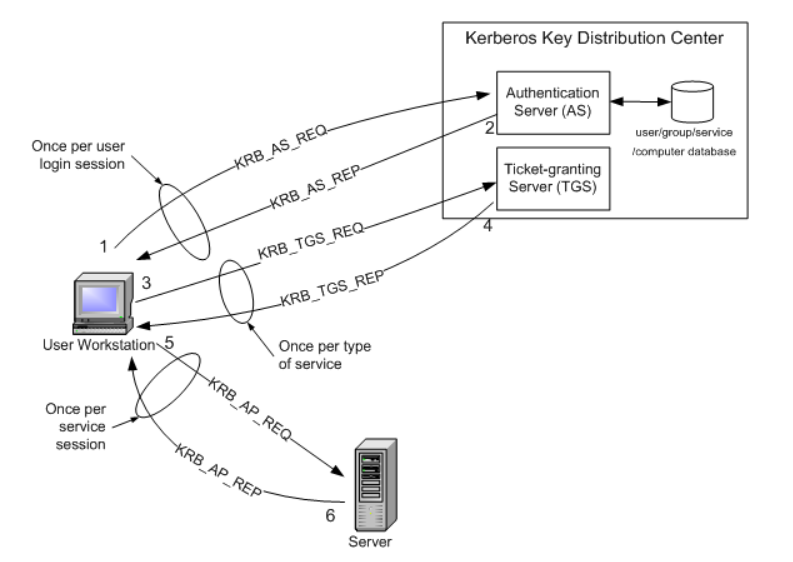 Kerberos Key Distribution Center
Authentication
Server (AS)
2
user/group/service
/computer database
Once per user
login session
KRB_AS_REQ
KRB_AS_REP
Ticket-granting
Server (TGS)
4
1
KRB_TGS_REQ
3
KRB_TGS_REP
User Workstation
5
Once per type
of service
Once per
service
session
KRB_AP_REQ
KRB_AP_REP
6
Server